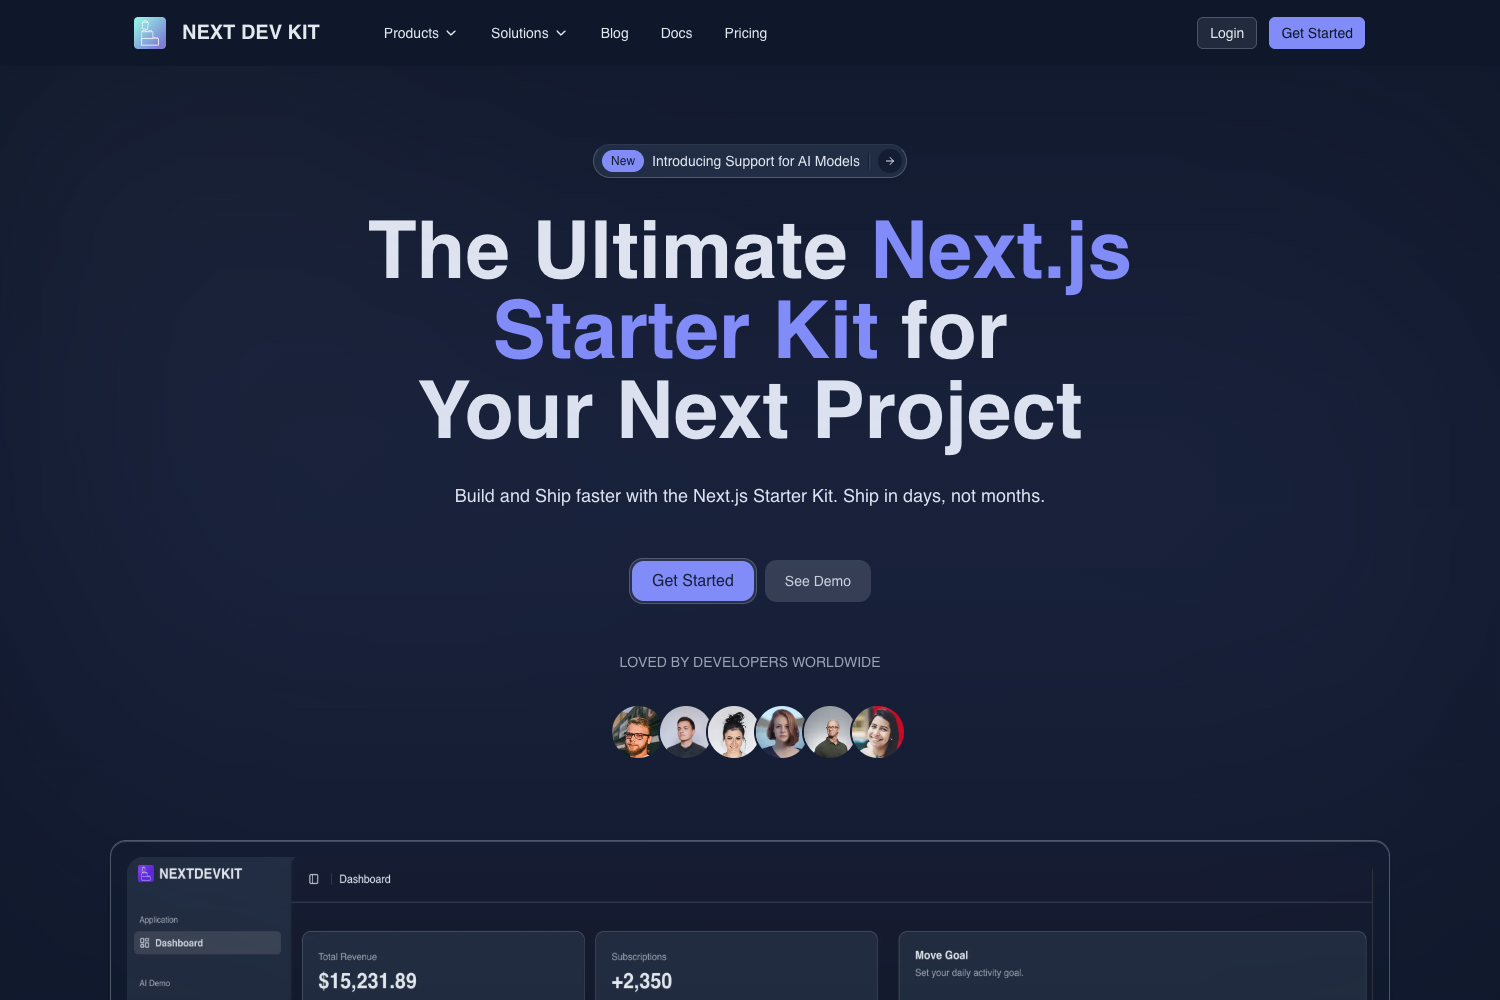 NEXT DEV KIT
Products
Solutions
Blog
Docs
Pricing
Login
Get Started
New
Introducing Support for AI Models
The Ultimate Next.js
Starter Kit for
Your Next Project
Build and Ship faster with the Next.js Starter Kit. Ship in days, not months.
Get Started
See Demo
LOVED BY DEVELOPERS WORLDWIDE
NEXTDEVKIT
Dashboard
Application
Dashboard
AI Demo
Total Revenue
$15,231.89
Subscriptions
+2,350
Move Goal
Set your daily activity goal.